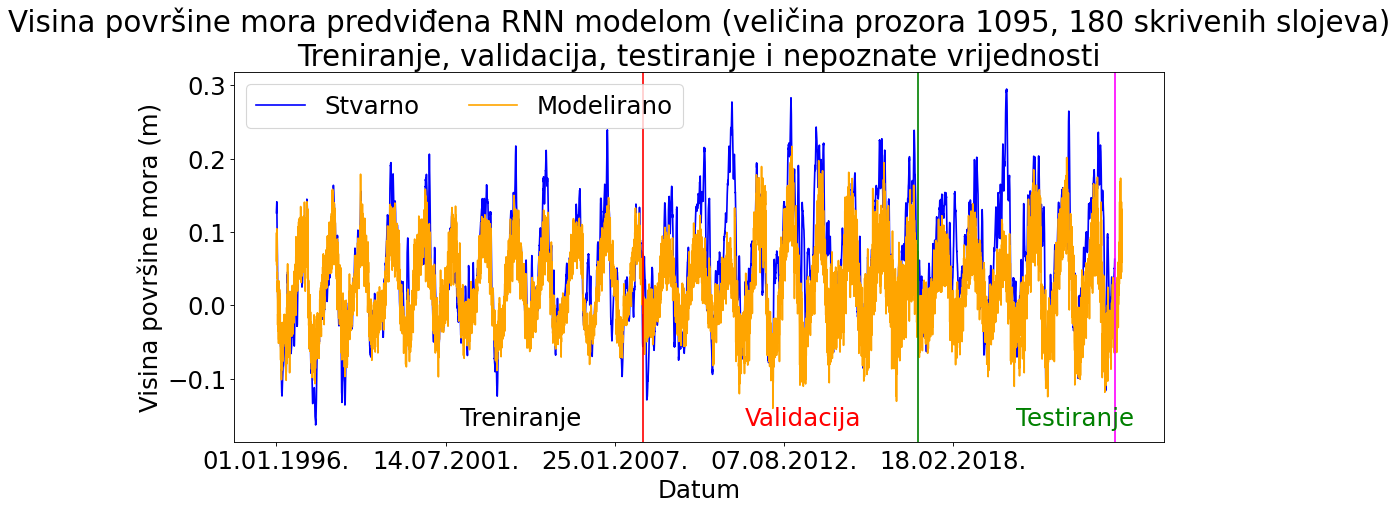 Visina površine mora predviđena RNN modelom (veličina prozora 1095, 180 skrivenih slojeva)
Treniranje, validacija, testiranje i nepoznate vrijednosti
Stvarno
Modelirano
Visina površine mora (m)
0.3
0.2
0.1
0.0
−0.1
Treniranje
Validacija
Testiranje
01.01.1996.
14.07.2001.
25.01.2007.
07.08.2012.
18.02.2018.
Datum